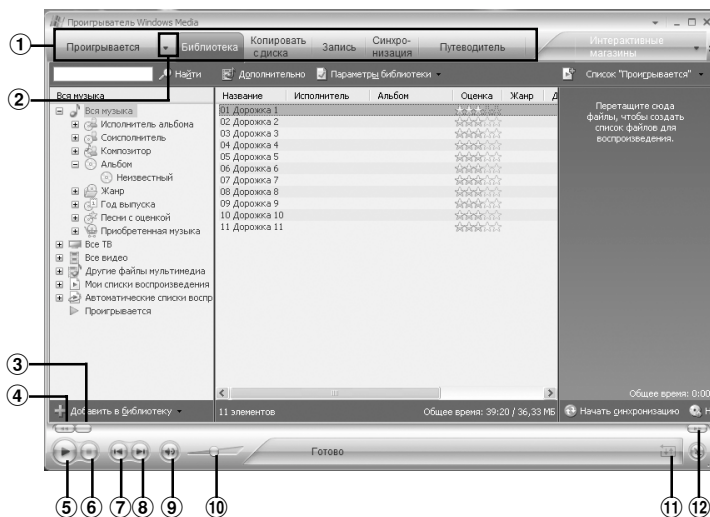 Проигрыватель Windows Media
① Проигрывается Библиотека Копировать с диска Запись Синхро-низация Путеводитель Интерактивные магазины
②
Найти Дополнительно Параметры библиотеки Список "Проигрывается"
Вся музыка
Название Исполнитель Альбом Оценка Жанр Д
Вся музыка
Исполнитель альбома
Соисполнитель
Композитор
Альбом
Неизвестный
Жанр
Год выпуска
Песни с оценкой
Приобретенная музыка
Все ТВ
Все видео
Другие файлы мультимедиа
Мои списки воспроизведения
Автоматические списки воспр
Проигрывается
01 Дорожка 1
02 Дорожка 2
03 Дорожка 3
04 Дорожка 4
05 Дорожка 5
06 Дорожка 6
07 Дорожка 7
08 Дорожка 8
09 Дорожка 9
10 Дорожка 10
11 Дорожка 11
Перетащите сюда
файлы, чтобы создать
список файлов для
воспроизведения.
Общее время: 0:00
③
④
Добавить в библиотеку 11 элементов Общее время: 39:20 / 36,33 МБ Начать синхронизацию Н
Готово
⑤ ⑥ ⑦ ⑧ ⑨ ⑩ ⑪ ⑫